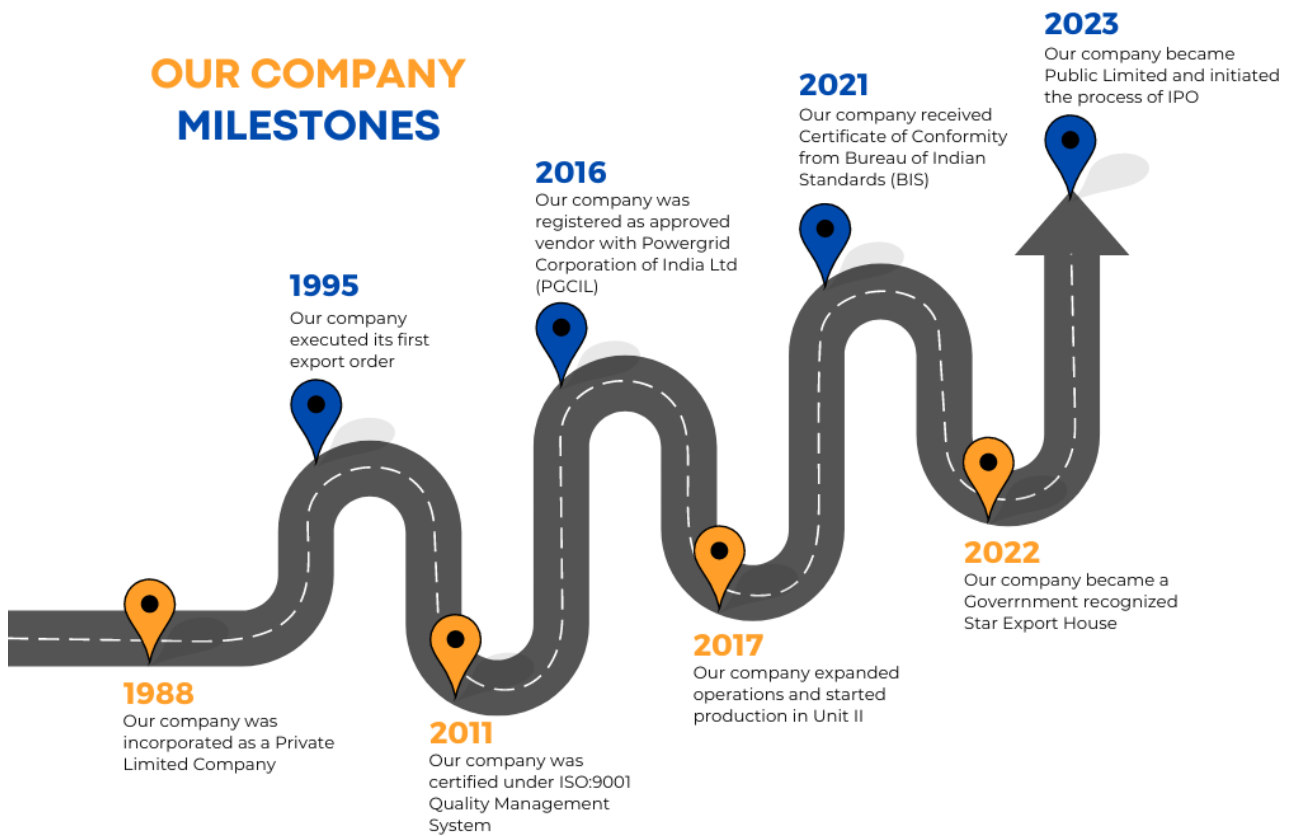 OUR COMPANY
MILESTONES
1988
Our company was
incorporated as a Private
Limited Company
1995
Our company
executed its first
export order
2011
Our company was
certified under ISO:9001
Quality Management
System
2016
Our company was
registered as approved
vendor with Powergrid
Corporation of India Ltd
(PGCIL)
2017
Our company expanded
operations and started
production in Unit II
2021
Our company received
Certificate of Conformity
from Bureau of Indian
Standards (BIS)
2022
Our company became a
Goverrnment recognized
Star Export House
2023
Our company became
Public Limited and initiated
the process of IPO